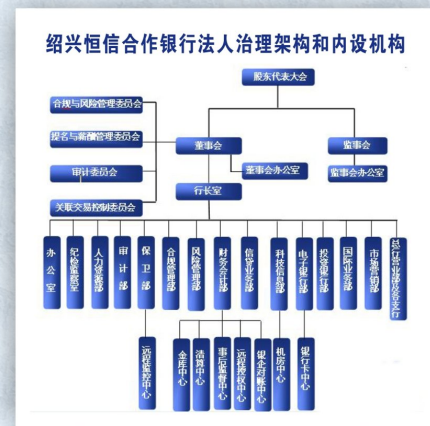 绍兴恒信合作银行法人治理架构和内设机构
股东代表大会
合规与风险管理委员会
提名与薪酬管理委员会
董事会
监事会
审计委员会
董事会办公室
监事会办公室
行长室
关联交易控制委员会
办公室
纪检监察室
人力资源部
审计部
保卫部
合规管理部
风险管理部
财务会计部
信贷业务部
科技信息部
电子银行部
投资银行部
国际业务部
市场营销部
总行营业部及各支行
远程监控中心
金库中心
清算中心
事后监督中心
远程授权中心
银企对账中心
机房中心
银行卡中心